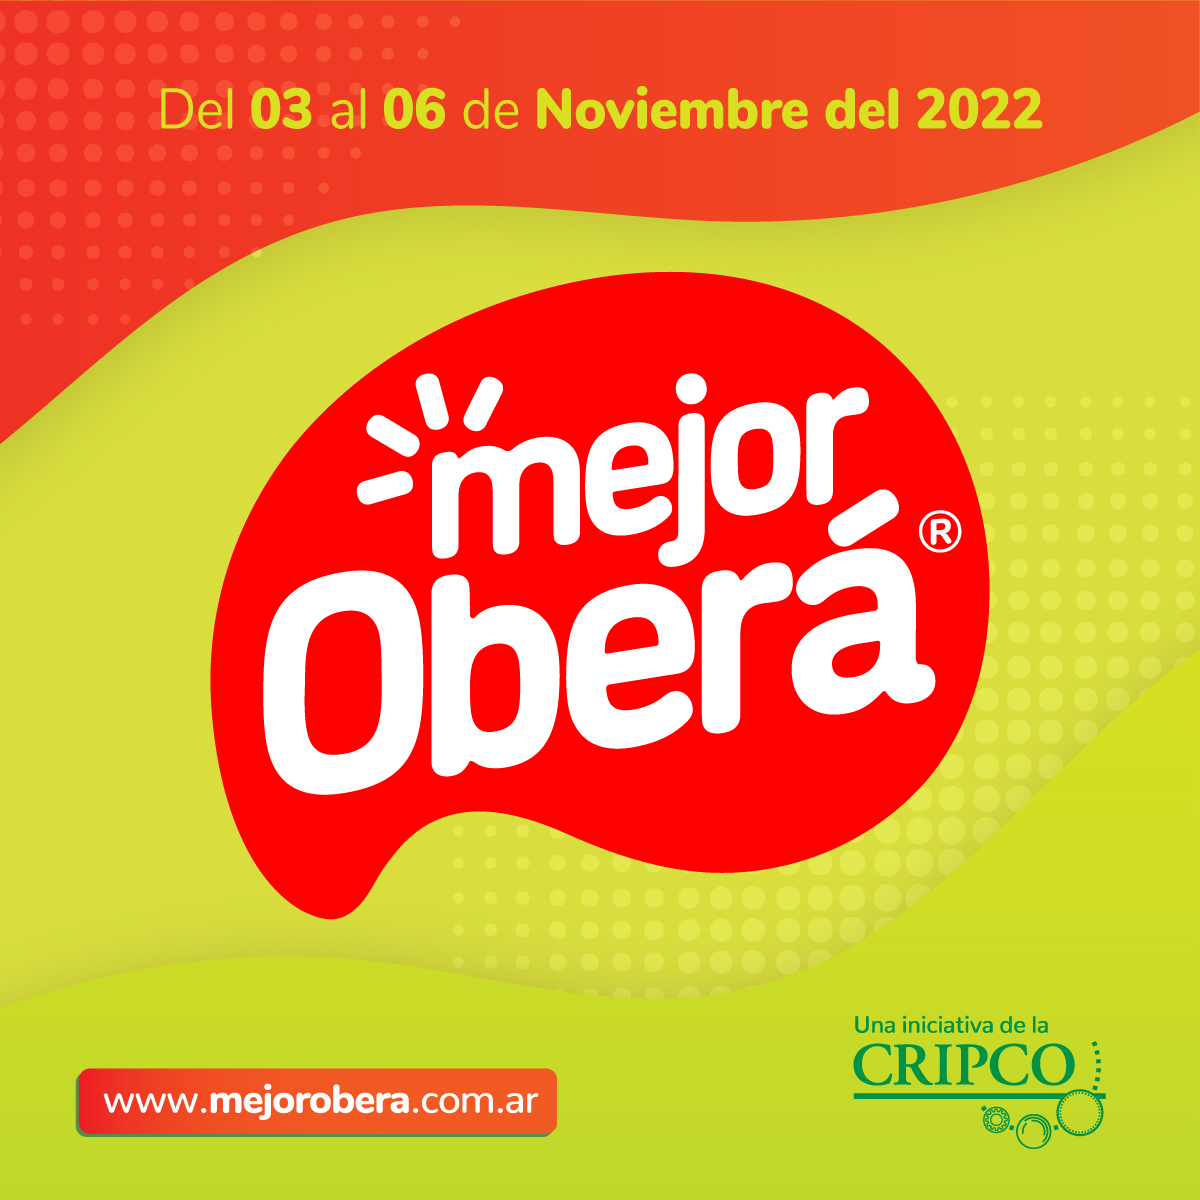 Del 03 al 06 de Noviembre del 2022
mejor
Oberá ®
Una iniciativa de la
CRIPCO
www.mejorobera.com.ar